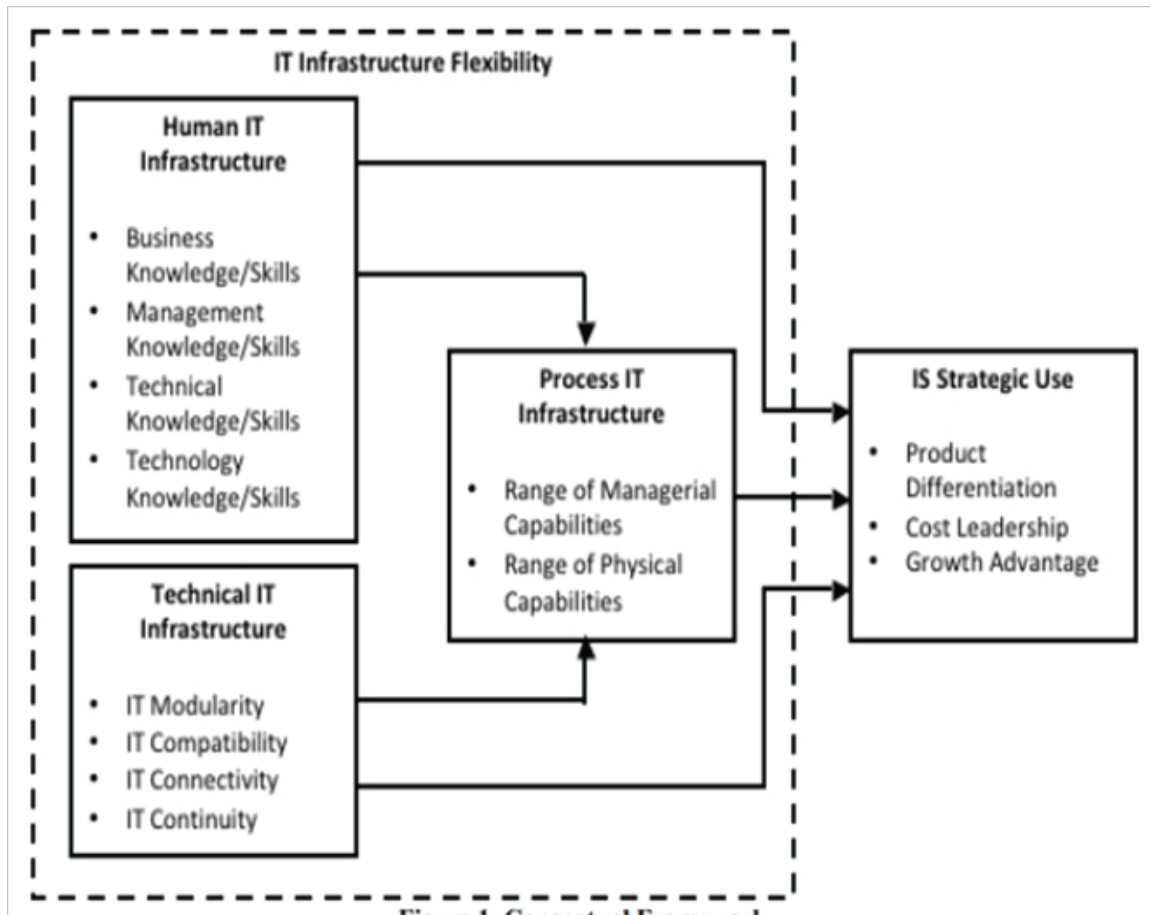 IT Infrastructure Flexibility
Human IT
Infrastructure
• Business
Knowledge/Skills
• Management
Knowledge/Skills
• Technical
Knowledge/Skills
• Technology
Knowledge/Skills
Process IT
Infrastructure
• Range of Managerial
Capabilities
• Range of Physical
Capabilities
IS Strategic Use
• Product
Differentiation
• Cost Leadership
• Growth Advantage
Technical IT
Infrastructure
• IT Modularity
• IT Compatibility
• IT Connectivity
• IT Continuity